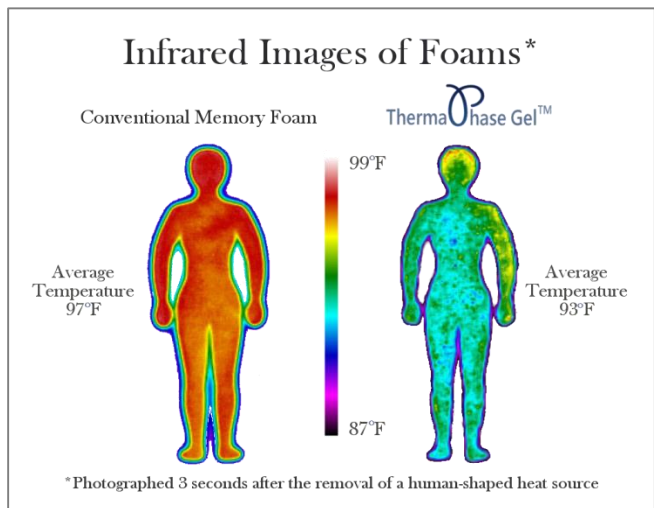 Infrared Images of Foams*
Conventional Memory Foam
ThermaPhase Gel™
99°F
Average
Temperature
97°F
Average
Temperature
93°F
87°F
*Photographed 3 seconds after the removal of a human-shaped heat source